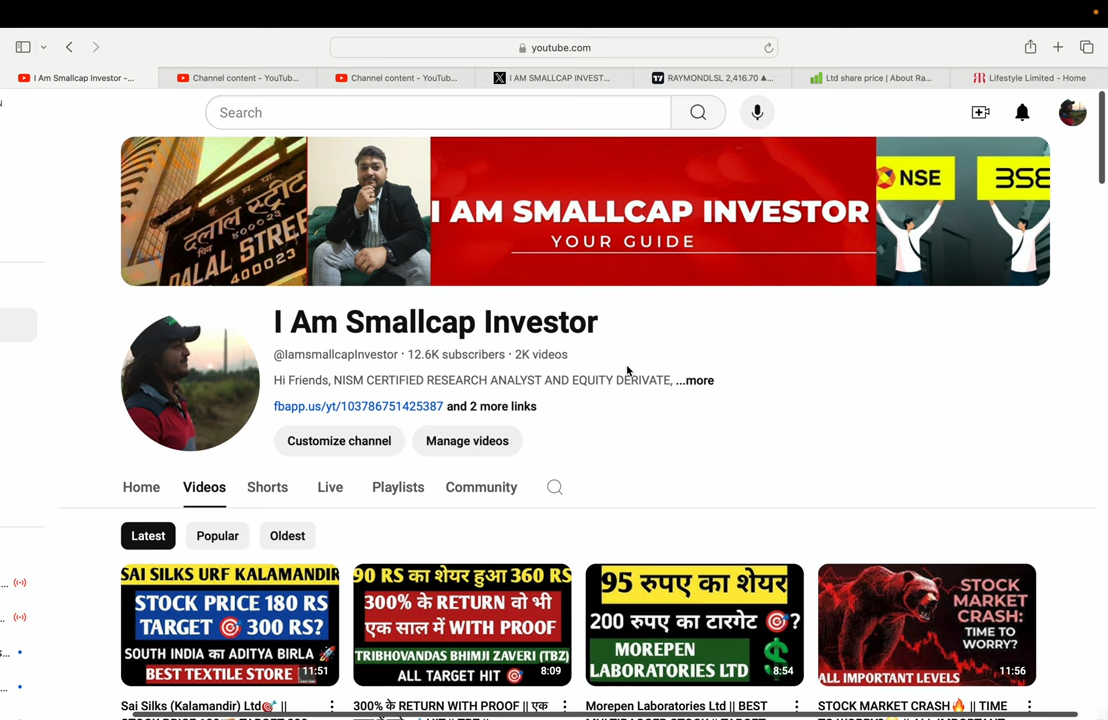 youtube.com
I Am Smallcap Investor -...
Channel content - YouTub...
Channel content - YouTub...
I AM SMALLCAP INVEST...
RAYMONDLSL 2,416.70 ▲...
Ltd share price | About Ra...
Lifestyle Limited - Home
Search
दलाल स्ट्रीट
४०००२३
DALAL STREE
400023
I AM SMALLCAP INVESTOR
YOUR GUIDE
NSE
BSE
I Am Smallcap Investor
@IamsmallcapInvestor · 12.6K subscribers · 2K videos
Hi Friends, NISM CERTIFIED RESEARCH ANALYST AND EQUITY DERIVATE, ...more
fbapp.us/yt/103786751425387 and 2 more links
Customize channel
Manage videos
Home
Videos
Shorts
Live
Playlists
Community
Latest
Popular
Oldest
SAI SILKS URF KALAMANDIR
STOCK PRICE 180 RS
TARGET 🎯 300 RS?
SOUTH INDIA का ADITYA BIRLA 🚀
BEST TEXTILE STORE
11:51
90 RS का शेयर हुआ 360 RS
300% के RETURN वो भी
एक साल में WITH PROOF
TRIBHOVANDAS BHIMJI ZAVERI (TBZ)
ALL TARGET HIT 🎯
8:09
95 रुपए का शेयर
200 रुपए का टारगेट 🎯?
MOREPEN
LABORATORIES LTD
8:54
STOCK
MARKET
CRASH:
TIME TO
WORRY?
ALL IMPORTANT LEVELS
11:56
Sai Silks (Kalamandir) Ltd🎯 ||
300% के RETURN वो भी || एक
Morepen Laboratories Ltd || BEST
STOCK MARKET CRASH🔥 || TIME